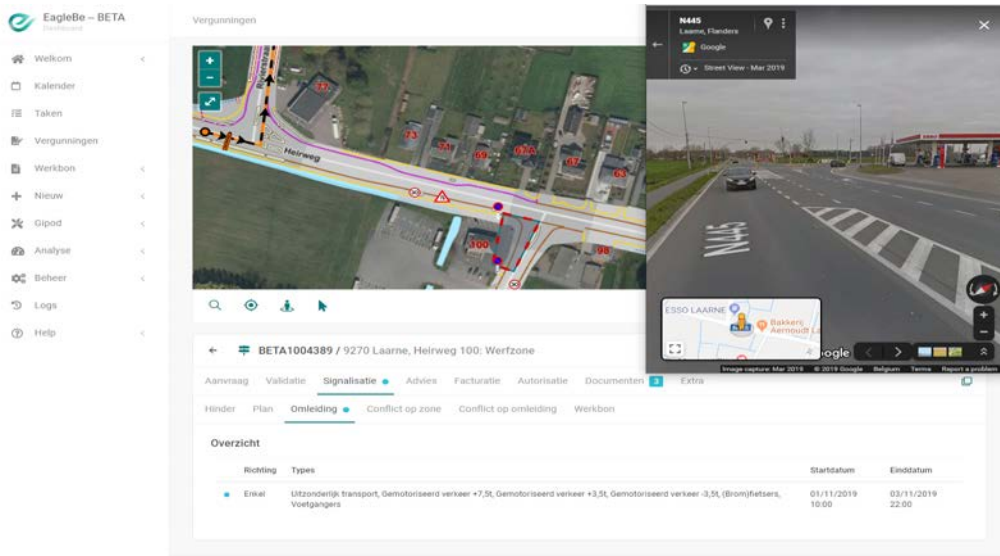 EagleBe – BETA
Dashboard
Welkom
Kalender
Taken
Vergunningen
Werkbon
Nieuw
Gipod
Analyse
Beheer
Logs
Help
Vergunningen
+
−
77
73
71
69
67A
67
63
Heirweg
100
98
N445
Laarne, Flanders
Google
Street View - Mar 2019
N445
ESSO
ESSO LAARNE
N445
Bakkerij
Aernoudt
Google
Image capture: Mar 2019 © 2019 Google Belgium Terms Report a problem
BETA1004389 / 9270 Laarne, Heirweg 100: Werfzone
Aanvraag Validatie Signalisatie Advies Facturatie Autorisatie Documenten 3 Extra
Hinder Plan Omleiding Conflict op zone Conflict op omleiding Werkbon
Overzicht
Richting Types Startdatum Einddatum
Enkel Uitzonderlijk transport, Gemotoriseerd verkeer +7,5t, Gemotoriseerd verkeer +3,5t, Gemotoriseerd verkeer -3,5t, (Brom)fietsers, 01/11/2019 03/11/2019
Voetgangers 10:00 22:00